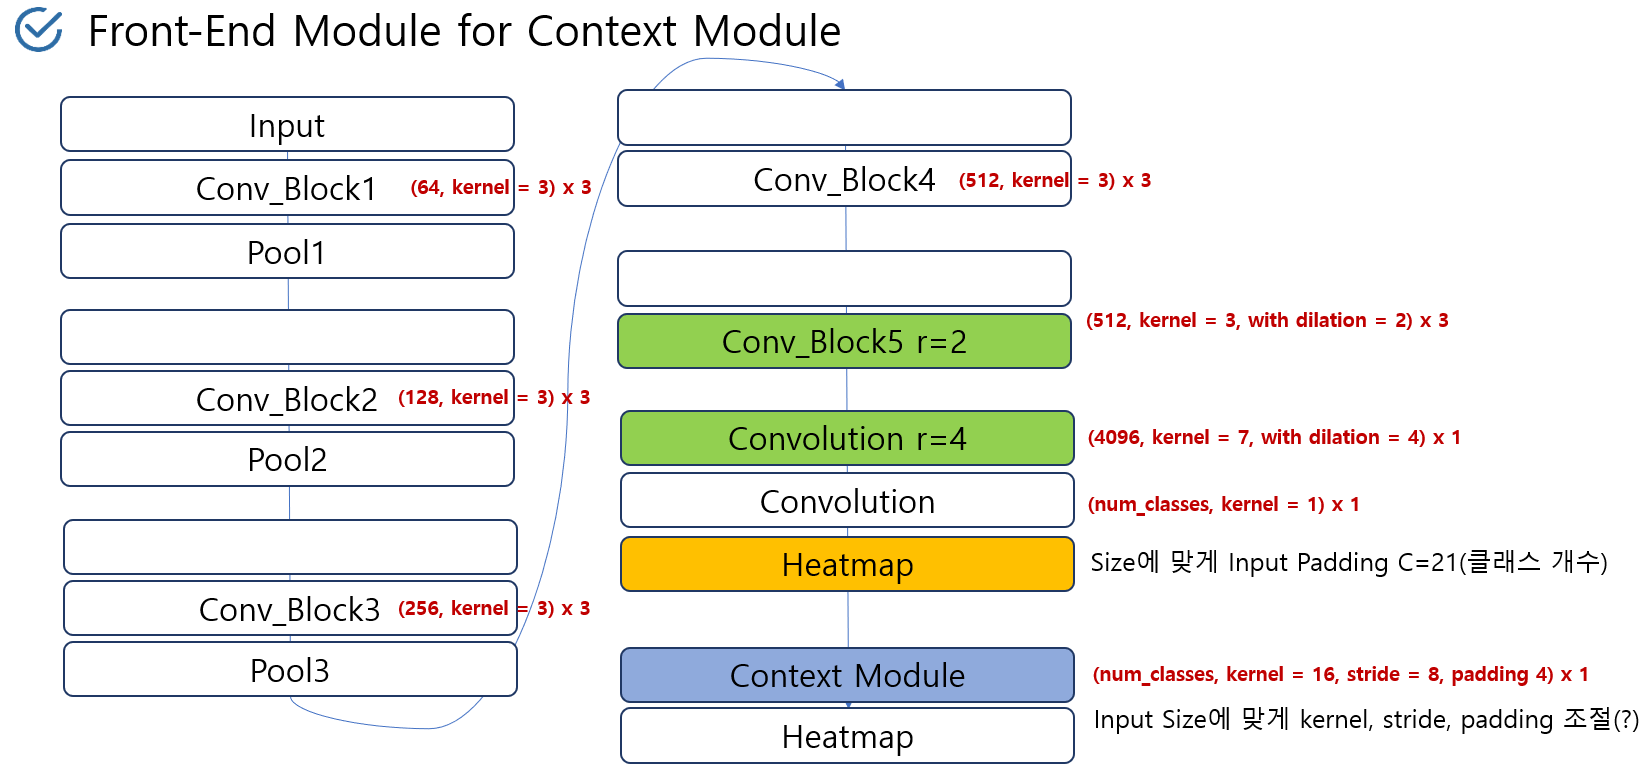 Front-End Module for Context Module
Input
Conv_Block1 (64, kernel = 3) x 3
Pool1
Conv_Block2 (128, kernel = 3) x 3
Pool2
Conv_Block3 (256, kernel = 3) x 3
Pool3
Conv_Block4 (512, kernel = 3) x 3
Conv_Block5 r=2 (512, kernel = 3, with dilation = 2) x 3
Convolution r=4 (4096, kernel = 7, with dilation = 4) x 1
Convolution (num_classes, kernel = 1) x 1
Heatmap Size에 맞게 Input Padding C=21(클래스 개수)
Context Module (num_classes, kernel = 16, stride = 8, padding 4) x 1
Heatmap Input Size에 맞게 kernel, stride, padding 조절(?)